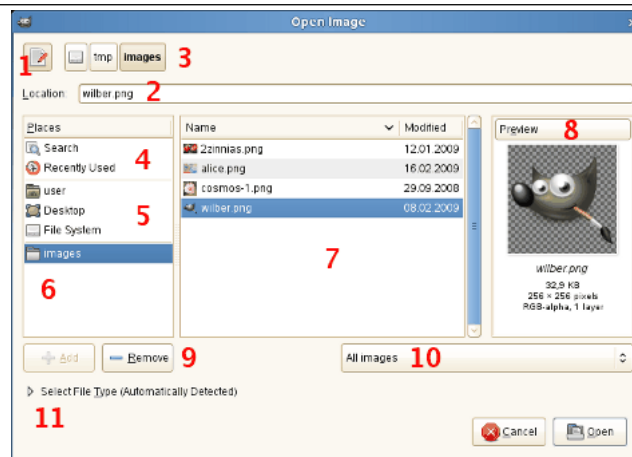 Open Image
1 tmp images 3
Location: wilber.png 2
Places
Search
Recently Used
4
user
Desktop
File System
5
images
6
Name Modified
2zinnias.png 12.01.2009
alice.png 16.02.2009
cosmos-1.png 29.09.2008
wilber.png 08.02.2009
7
Preview 8
wilber.png
32,9 KB
256 × 256 pixels
RGB-alpha, 1 layer
Add Remove 9
All images 10
Select File Type (Automatically Detected)
11
Cancel Open